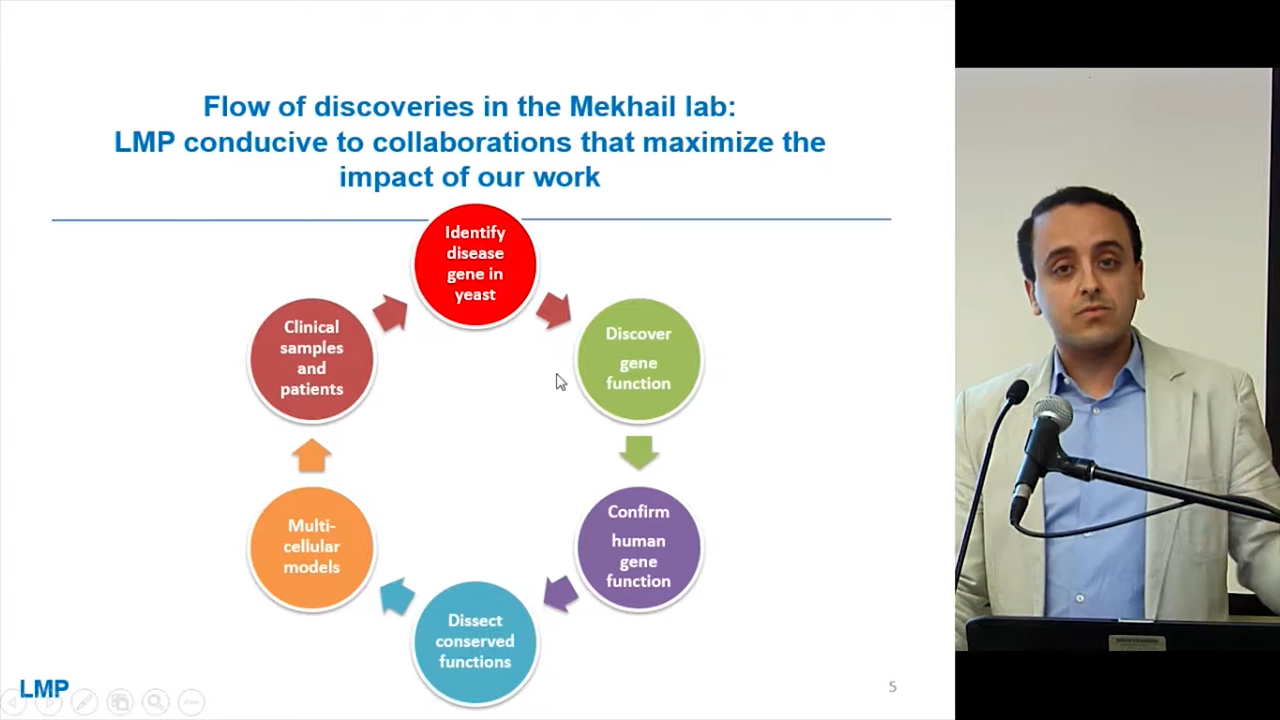 Flow of discoveries in the Mekhail lab:
LMP conducive to collaborations that maximize the
impact of our work
Identify
disease
gene in
yeast
Discover
gene
function
Confirm
human
gene
function
Dissect
conserved
functions
Multi-
cellular
models
Clinical
samples
and
patients
LMP
5